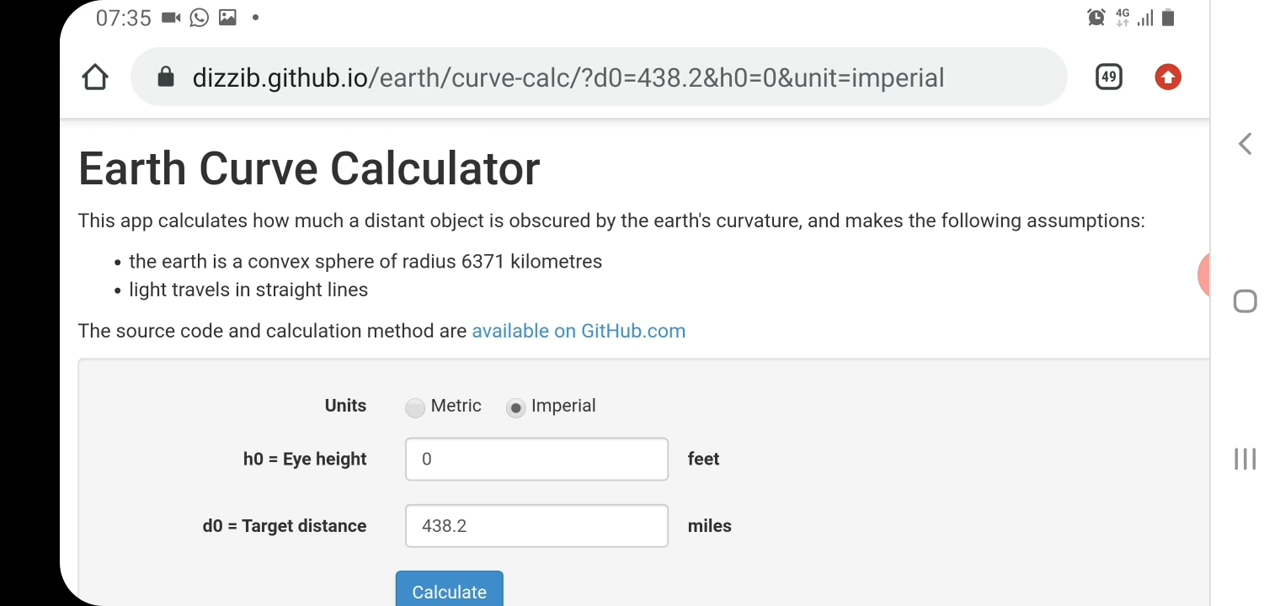 07:35
4G
dizzib.github.io/earth/curve-calc/?d0=438.2&h0=0&unit=imperial
49
Earth Curve Calculator
This app calculates how much a distant object is obscured by the earth's curvature, and makes the following assumptions:
• the earth is a convex sphere of radius 6371 kilometres
• light travels in straight lines
The source code and calculation method are available on GitHub.com
Units Metric Imperial
h0 = Eye height 0 feet
d0 = Target distance 438.2 miles
Calculate